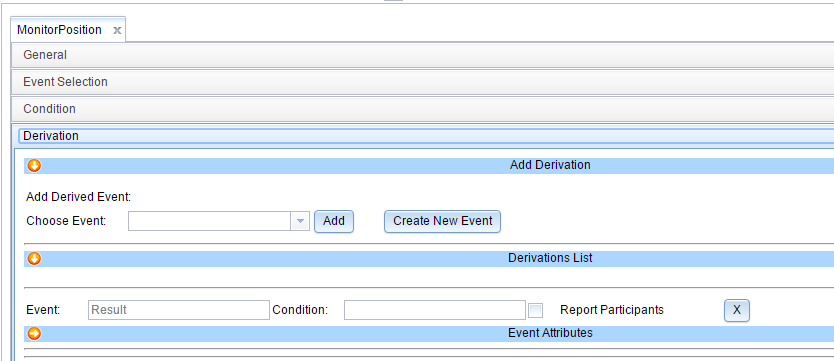 MonitorPosition x
General
Event Selection
Condition
Derivation
Add Derivation
Add Derived Event:
Choose Event: Add Create New Event
Derivations List
Event: Result Condition: Report Participants X
Event Attributes